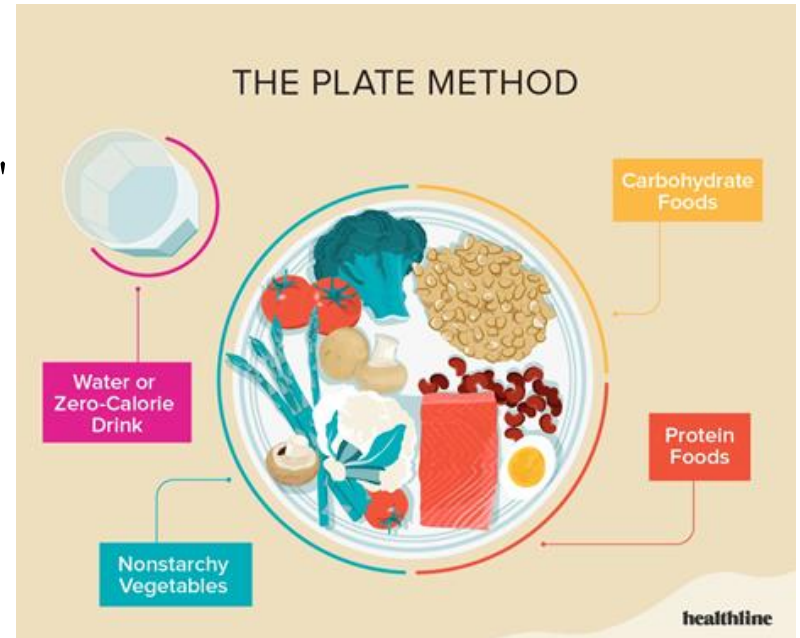 THE PLATE METHOD
Carbohydrate
Foods
Water or
Zero-Calorie
Drink
Protein
Foods
Nonstarchy
Vegetables
healthline